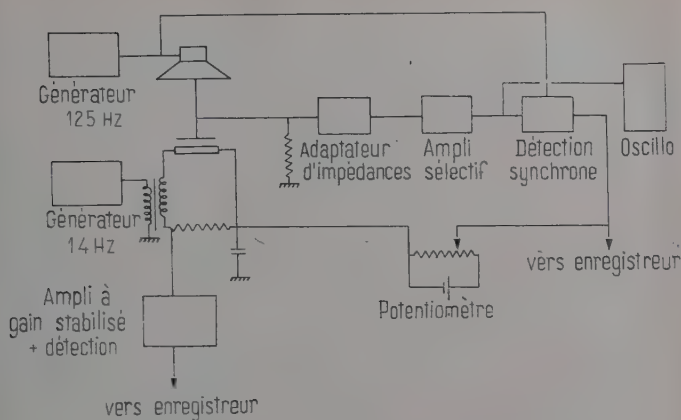 Générateur
125 Hz
Générateur
14 Hz
Adaptateur
d'impédances
Ampli
sélectif
Détection
synchrone
Oscillo
vers enregistreur
Potentiomètre
Ampli à
gain stabilisé
+ détection
vers enregistreur